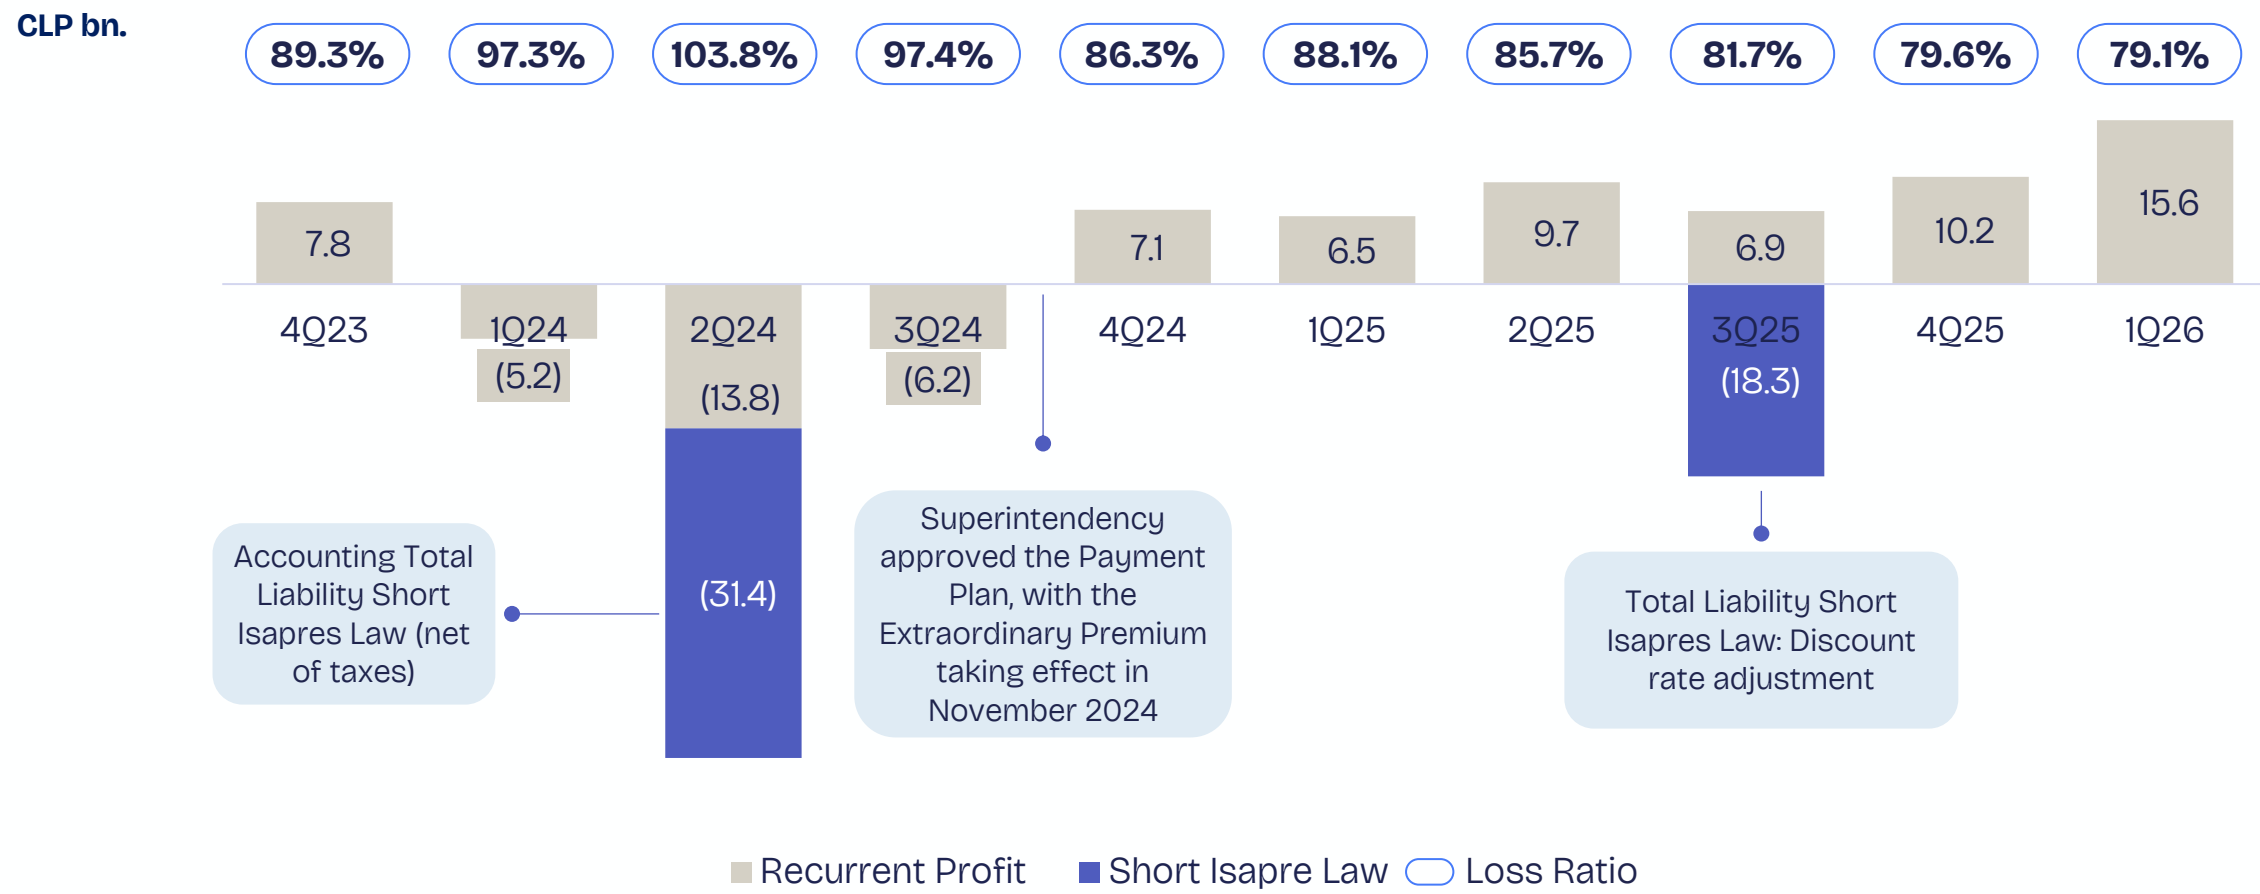 CLP bn.
89.3% 97.3% 103.8% 97.4% 86.3% 88.1% 85.7% 81.7% 79.6% 79.1%
7.8 7.1 6.5 9.7 6.9 10.2 15.6
4Q23 1Q24 2Q24 3Q24 4Q24 1Q25 2Q25 3Q25 4Q25 1Q26
(5.2) (13.8) (6.2) (18.3)
(31.4)
Accounting Total
Liability Short
Isapres Law (net
of taxes)
Superintendency
approved the Payment
Plan, with the
Extraordinary Premium
taking effect in
November 2024
Total Liability Short
Isapres Law: Discount
rate adjustment
Recurrent Profit Short Isapre Law Loss Ratio